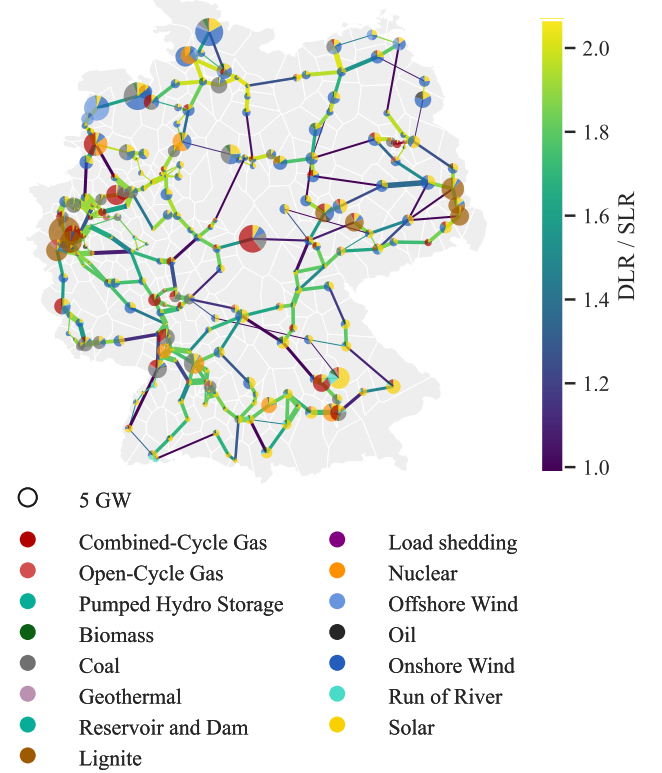 2.0
1.8
1.6
1.4
1.2
1.0
DLR / SLR
5 GW
Combined-Cycle Gas
Open-Cycle Gas
Pumped Hydro Storage
Biomass
Coal
Geothermal
Reservoir and Dam
Lignite
Load shedding
Nuclear
Offshore Wind
Oil
Onshore Wind
Run of River
Solar